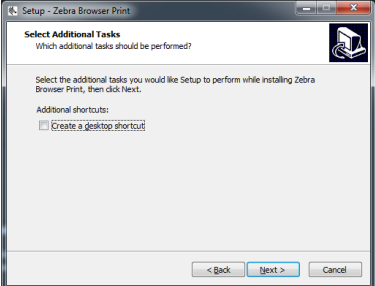 Setup - Zebra Browser Print
Select Additional Tasks
Which additional tasks should be performed?
Select the additional tasks you would like Setup to perform while installing Zebra
Browser Print, then click Next.
Additional shortcuts:
Create a desktop shortcut
< Back Next > Cancel